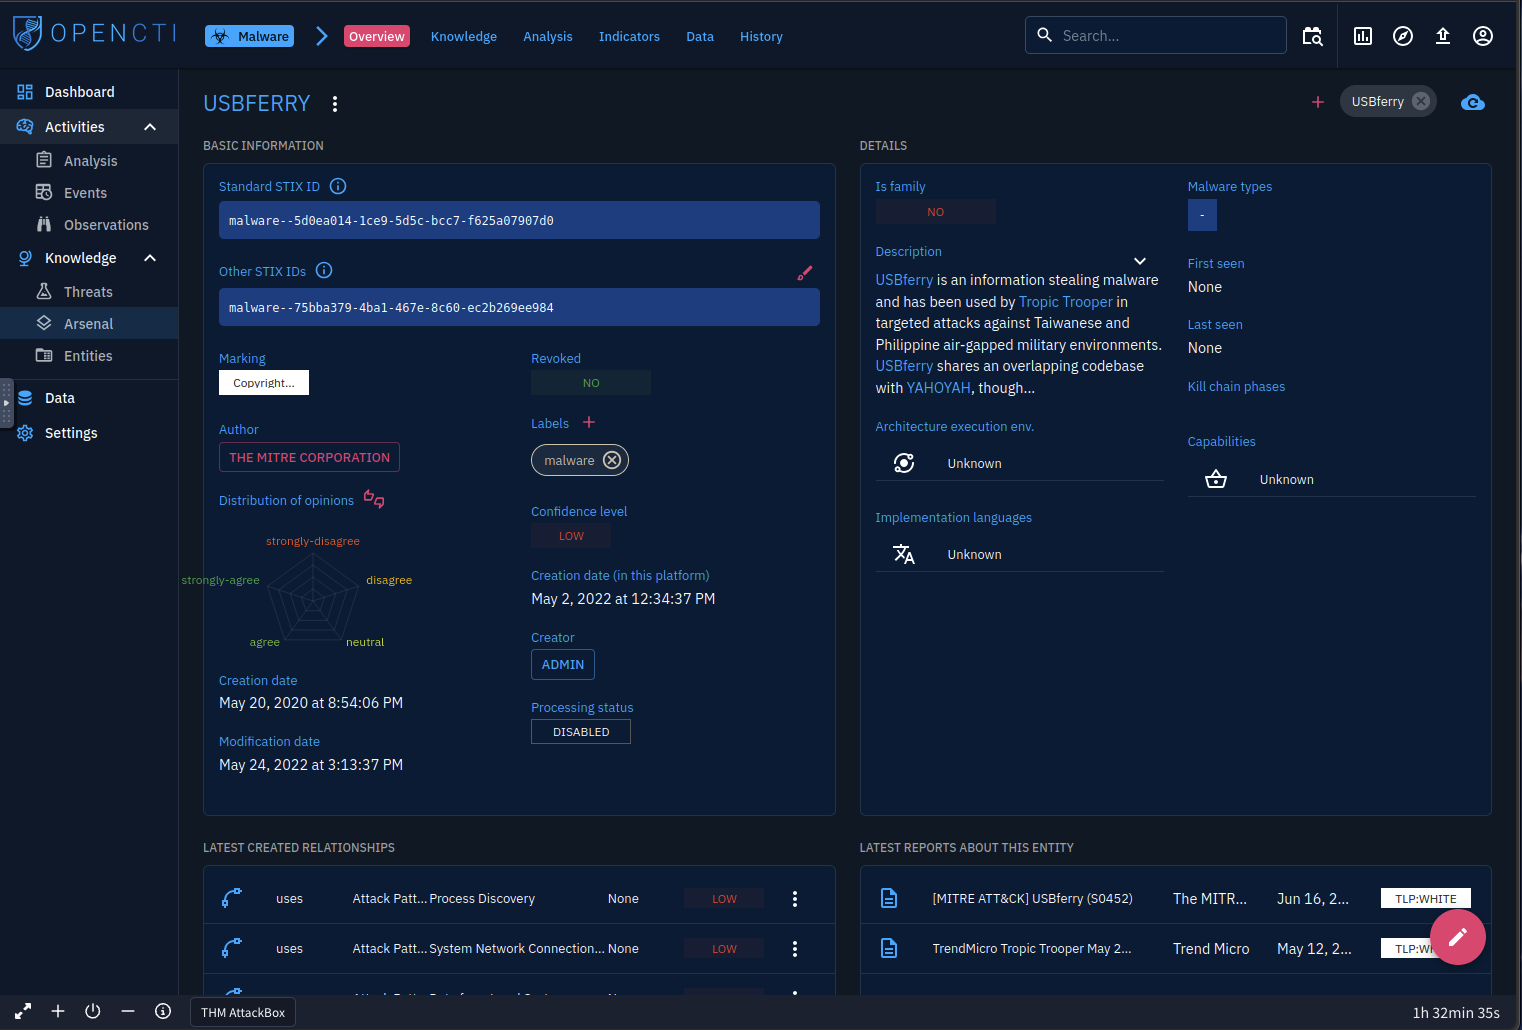 OPENCTI
Malware
Overview
Knowledge
Analysis
Indicators
Data
History
Search...
Dashboard
Activities
Analysis
Events
Observations
Knowledge
Threats
Arsenal
Entities
Data
Settings
USBFERRY
USBferry
BASIC INFORMATION
Standard STIX ID
malware--5d0ea014-1ce9-5d5c-bcc7-f625a07907d0
Other STIX IDs
malware--75bba379-4ba1-467e-8c60-ec2b269ee984
Marking
Copyright...
Revoked
NO
Author
THE MITRE CORPORATION
Labels
malware
Distribution of opinions
strongly-disagree
strongly-agree
disagree
agree
neutral
Confidence level
LOW
Creation date (in this platform)
May 2, 2022 at 12:34:37 PM
Creator
ADMIN
Creation date
May 20, 2020 at 8:54:06 PM
Processing status
DISABLED
Modification date
May 24, 2022 at 3:13:37 PM
DETAILS
Is family
NO
Malware types
-
Description
USBferry is an information stealing malware
and has been used by Tropic Trooper in
targeted attacks against Taiwanese and
Philippine air-gapped military environments.
USBferry shares an overlapping codebase
with YAHOYAH, though...
First seen
None
Last seen
None
Kill chain phases
Architecture execution env.
Unknown
Capabilities
Unknown
Implementation languages
Unknown
LATEST CREATED RELATIONSHIPS
uses Attack Patt... Process Discovery None LOW
uses Attack Patt... System Network Connection... None LOW
LATEST REPORTS ABOUT THIS ENTITY
[MITRE ATT&CK] USBferry (S0452) The MITR... Jun 16, 2... TLP:WHITE
TrendMicro Tropic Trooper May 2... Trend Micro May 12, 2...
THM AttackBox
1h 32min 35s